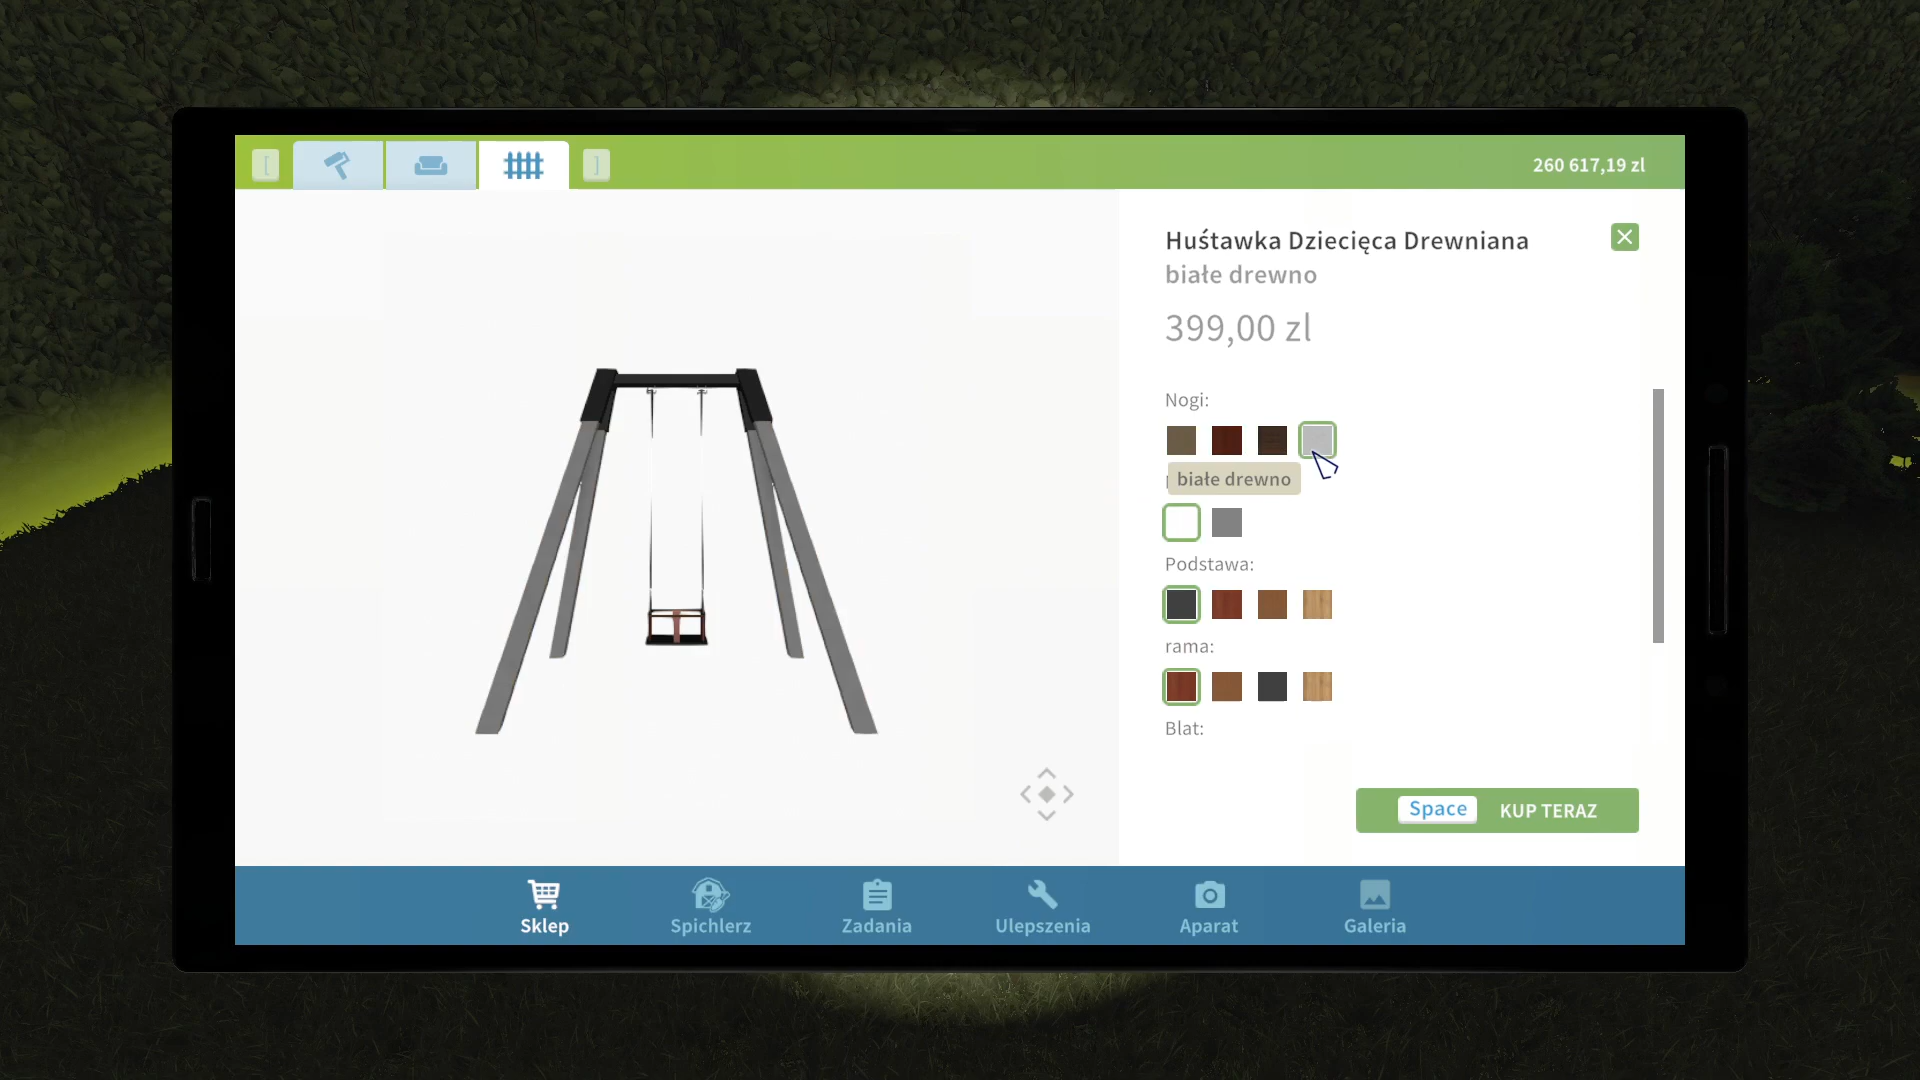 [
]
260 617,19 zl
Huśtawka Dziecięca Drewniana
białe drewno
399,00 zl
Nogi:
białe drewno
Podstawa:
rama:
Blat:
Space KUP TERAZ
Sklep Spichlerz Zadania Ulepszenia Aparat Galeria